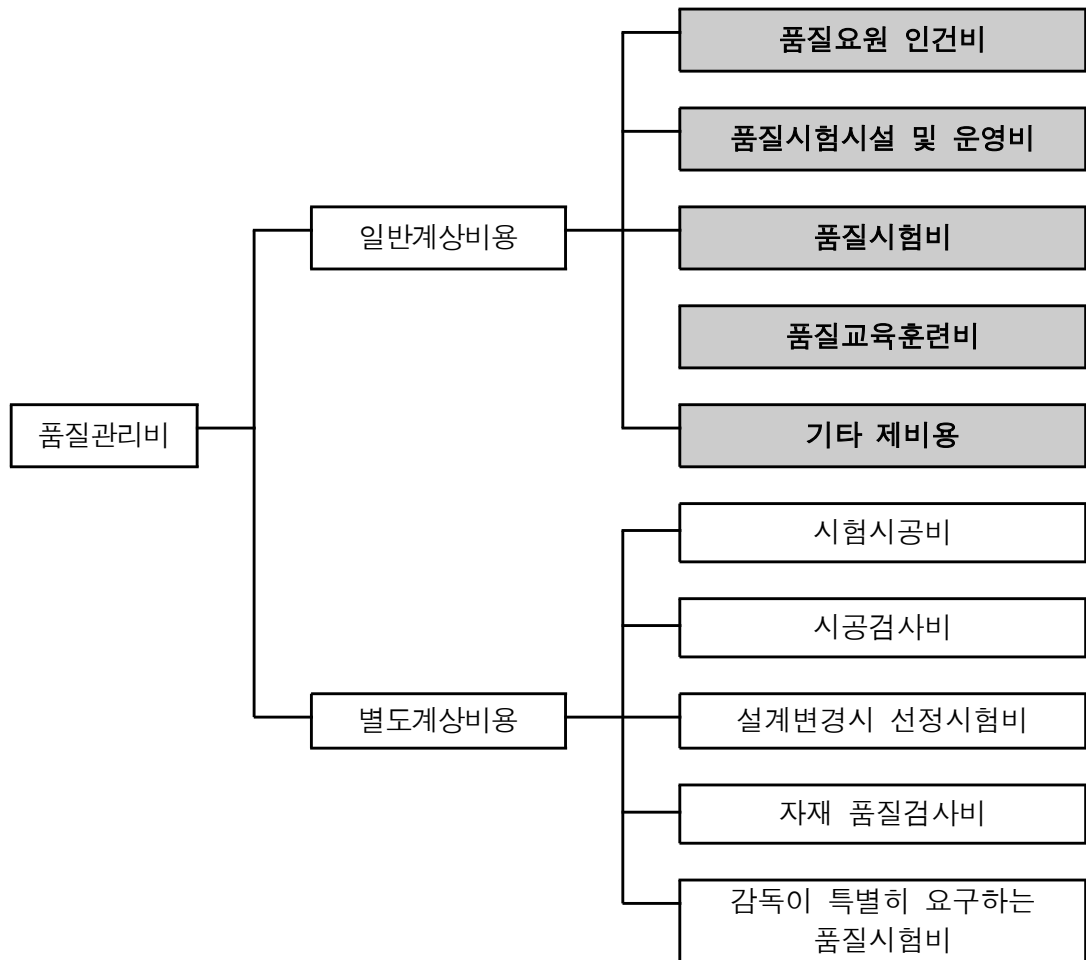 품질관리비
일반계상비용
품질요원 인건비
품질시험시설 및 운영비
품질시험비
품질교육훈련비
기타 제비용
별도계상비용
시험시공비
시공검사비
설계변경시 선정시험비
자재 품질검사비
감독이 특별히 요구하는
품질시험비